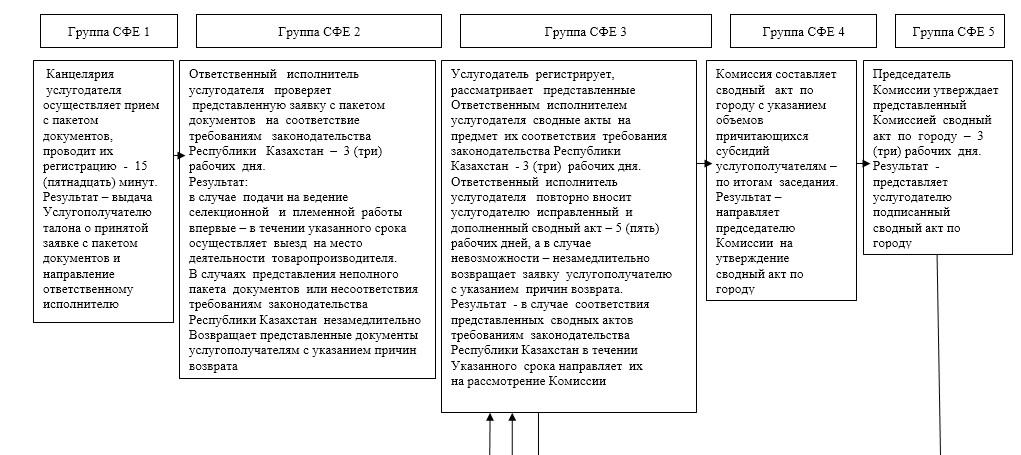 Группа СФЕ 1
Группа СФЕ 2
Группа СФЕ 3
Группа СФЕ 4
Группа СФЕ 5
Канцелярия
услугодателя
осуществляет прием
с пакетом
документов,
проводит их
регистрацию - 15
(пятнадцать) минут.
Результат – выдача
Услугополучателю
талона о принятой
заявке с пакетом
документов и
направление
ответственному
исполнителю
Ответственный исполнитель
услугодателя проверяет
представленную заявку с пакетом
документов на соответствие
требованиям законодательства
Республики Казахстан – 3 (три)
рабочих дня.
Результат:
в случае подачи на ведение
селекционной и племенной работы
впервые – в течении указанного срока
осуществляет выезд на место
деятельности товаропроизводителя.
В случаях представления неполного
пакета документов или несоответствия
требованиям законодательства
Республики Казахстан незамедлительно
Возвращает представленные документы
услугополучателям с указанием причин
возврата
Услугодатель регистрирует,
рассматривает представленные
Ответственным исполнителем
услугодателя сводные акты на
предмет их соответствия требования
законодательства Республики
Казахстан - 3 (три) рабочих дня.
Ответственный исполнитель
услугодателя повторно вносит
услугодателю исправленный и
дополненный сводный акт – 5 (пять)
рабочих дней, а в случае
невозможности – незамедлительно
возвращает заявку услугополучателю
с указанием причин возврата.
Результат - в случае соответствия
представленных сводных актов
требованиям законодательства
Республики Казахстан в течении
Указанного срока направляет их
на рассмотрение Комиссии
Комиссия составляет
сводный акт по
городу с указанием
объемов
причитающихся
субсидий
услугополучателям –
по итогам заседания.
Результат –
направляет
председателю
Комиссии на
утверждение
сводный акт по
городу
Председатель
Комиссии утверждает
представленный
Комиссией сводный
акт по городу – 3
(три) рабочих дня.
Результат -
представляет
услугодателю
подписанный
сводный акт по
городу